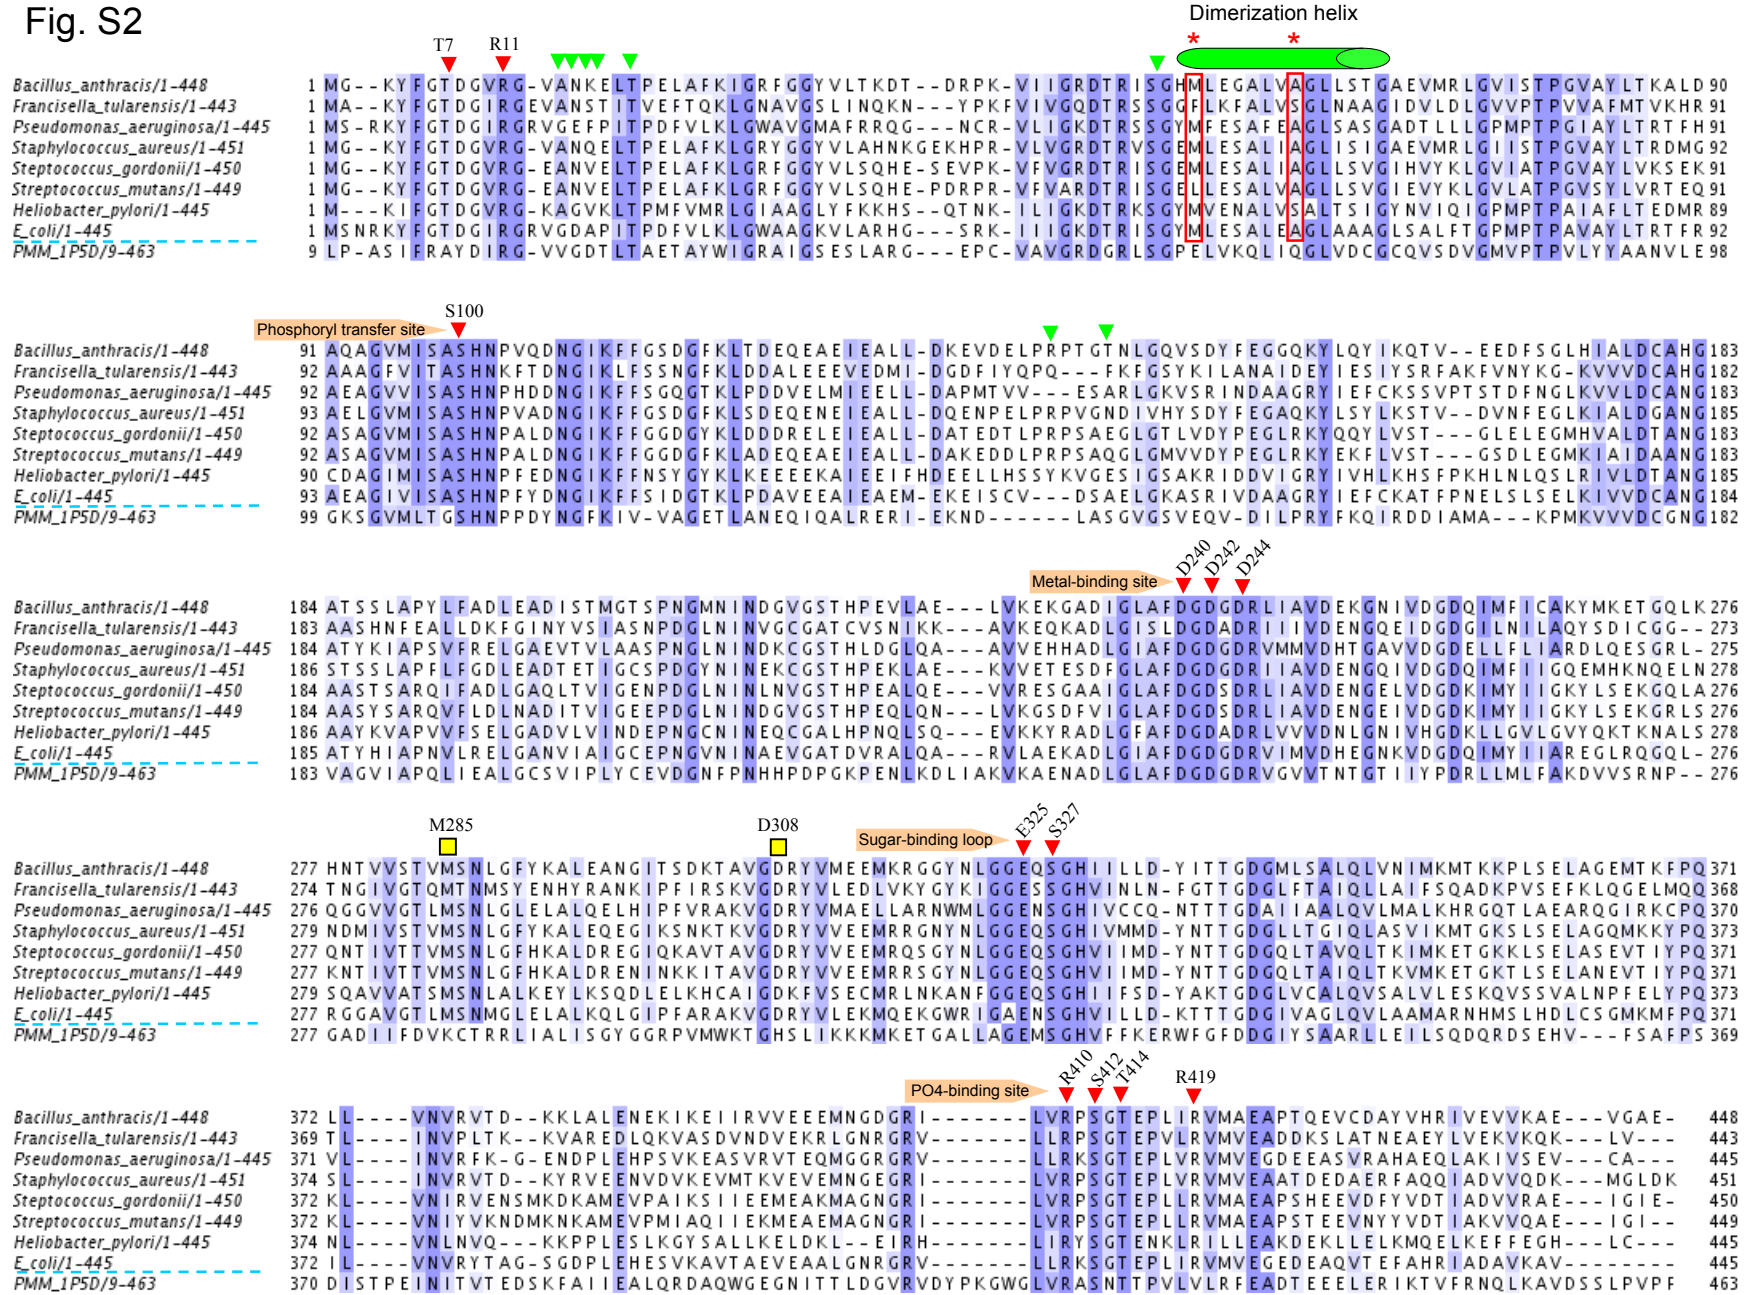 Fig. S2
Dimerization helix
T7 R11 * *
Bacillus_anthracis/1-448 1 MG--KYFGTDGVRG-VANKELTPELAFKIGRFGGYVLTKDT--DRPK-VIIGRDTRISGHMLEGALVAGLLSTGAEVMRLGVISTPGVAYLTKALD 90
Francisella_tularensis/1-443 1 MA--KYFGTDGIRGEVANSTITVEFTQKLGNAVGSLINQKN---YPKFVIVGQDTRSSGGFLKFALVSGLNAAGIDVLDLGVVPTPVVAFMTVKHR 91
Pseudomonas_aeruginosa/1-445 1 MS-RKYFGTDGIRGRVGEFPITPDFVLKLGWAVGMAFRRQG---NCR-VLIGKDTRSSGYMFESAFEAGLSASGADTLLLGPMPTPGIAYLTRTFH 91
Staphylococcus_aureus/1-451 1 MG--KYFGTDGVRG-VANQELTPELAFKLGRYGGYVLAHNKGEKHPR-VLVGRDTRVSGEMLESALIAGLISIGAEVMRLGIISTPGVAYLTRDMG 92
Steptococcus_gordonii/1-450 1 MG--KYFGTDGVRG-EANVELTPELAFKLGRFGGYVLSQHE-SEVPK-VFVGRDTRISGEMLESALVAGLLSVGIHVYKLGVIATPGVAYLVKSEK 91
Streptococcus_mutans/1-449 1 MG--KYFGTDGVRG-EANVELTPELAFKLGRFGGYVLSQHE-PDRPR-VFVARDTRISGELLESALVAGLLSVGIEVYKLGVLATPGVSYLVRTEQ 91
Heliobacter_pylori/1-445 1 M---KIFGTDGVRG-KAGVKLTPMFVMRLGIAAGLYFKKHS--QTNK-ILIGKDTRKSGYMVENALVSALTSIGYNVIQIGPMPTPAIAFLTEDMR 89
E_coli/1-445 1 MSNRKYFGTDGIRGRVGDAPITPDFVLKLGWAAGKVLARHG---SRK-IIIGKDTRISGYMLESALEAGLAAAGLSALFTGPMPTPAVAYLTRTFR 92
PMM_1P5D/9-463 9 LP-ASIFRAYDIRG-VVGDTLTAETAYWIGRAIGSESLARG---EPC-VAVGRDGRLSGPELVKQLIQGLVDCGCQVSDVGMVPTPVLYYAANVLE 98
Phosphoryl transfer site S100
Bacillus_anthracis/1-448 91 AQAGVMISASHNPVQDNGIKFFGSDGFKLTDEQEAEIEALL-DKEVDELPRPTGTNLGQVSDYFEGGQKYLQYIKQTV--EEDFSGLHIALDCAHG 183
Francisella_tularensis/1-443 92 AAAGFVITASHNKFTDNGIKLFSSNGFKLDDALEEEVEDMI-DGDFIYQPQ---FKFGSYKILANAIDEYIESIYSRFAKFVNYKG-KVVVDCAHG 182
Pseudomonas_aeruginosa/1-445 92 AEAGVVISASHNPHDDNGIKFFSGQGTKLPDDVELMIEELL-DAPMTVV---ESARLGKVSRINDAAGRYIEFCKSSVPTSTDFNGLKVVLDCANG 183
Staphylococcus_aureus/1-451 93 AELGVMISASHNPVADNGIKFFGSDGFKLSDEQENEIEALL-DQENPELPRPVGNDIVHYSDYFEGAQKYLSYLKSTV--DVNFEGLKIALDGANG 185
Steptococcus_gordonii/1-450 92 ASAGVMISASHNPALDNGIKFFGGDGYKLDDDRELEIEALL-DATEDTLPRPSAEGLGTLVDYPEGLRKYQQYLVST---GLELEGMHVALDTANG 183
Streptococcus_mutans/1-449 92 ASAGVMISASHNPALDNGIKFFGGDGFKLADEQEAEIEALL-DAKEDDLPRPSAQGLGMVVDYPEGLRKYEKFLVST---GSDLEGMKIAIDAANG 183
Heliobacter_pylori/1-445 90 CDAGIMISASHNPFEDNGIKFFNSYGYKLKEEEEKAIEEIFHDEELLHSSYKVGESIGSAKRIDDVIGRYIVHLKHSFPKHLNLQSLRIVLDTANG 185
E_coli/1-445 93 AEAGIVISASHNPFYDNGIKFFSIDGTKLPDAVEEAIEAEM-EKEISCV---DSAELGKASRIVDAAGRYIEFCKATFPNELSLSELKIVVDCANG 184
PMM_1P5D/9-463 99 GKSGVMLTGSHNPPDYNGFKIV-VAGETLANEQIQALRERI-EKND------LASGVGSVEQV-DILPRYFKQIRDDIAMA---KPMKVVVDCGNG 182
Metal-binding site D240 D242 D244
Bacillus_anthracis/1-448 184 ATSSLAPYLFADLEADISTMGTSPNGMNINDGVGSTHPEVLAE---LVKEKGADIGLAFDGDGDRLIAVDEKGNIVDGDQIMFICAKYMKETGQLK 276
Francisella_tularensis/1-443 183 AASHNFEALLDKFGINYVSIASNPDGLNINVGCGATCVSNIKK---AVKEQKADLGISLDGDADRIIIVDENGQEIDGDGILNILAQYSDICGG-- 273
Pseudomonas_aeruginosa/1-445 184 ATYKIAPSVFRELGAEVTVLAASPNGLNINDKCGSTHLDGLQA---AVVEHHADLGIAFDGDGDRVMMVDHTGAVVDGDELLFLIARDLQESGRL- 275
Staphylococcus_aureus/1-451 186 STSSLAPFLFGDLEADTETIGCSPDGYNINEKCGSTHPEKLAE---KVVETESDFGLAFDGDGDRIIAVDENGQIVDGDQIMFIIGQEMHKNQELN 278
Steptococcus_gordonii/1-450 184 AASTSARQIFADLGAQLTVIGENPDGLNINLNVGSTHPEALQE---VVRESGAAIGLAFDGDSDRLIAVDENGELVDGDKIMYIIGKYLSEKGQLA 276
Streptococcus_mutans/1-449 184 AASYSARQVFLDLNADITVIGEEPDGLNINDGVGSTHPEQLQN---LVKGSDFVIGLAFDGDSDRLIAVDENGEIVDGDKIMYIIGKYLSEKGRLS 276
Heliobacter_pylori/1-445 186 AAYKVAPVVFSELGADVLVINDEPNGCNINEQCGALHPNQLSQ---EVKKYRADLGFAFDGDADRLVVVDNLGNIVHGDKLLGVLGVYQKTKNALS 278
E_coli/1-445 185 ATYHIAPNVLRELGANVIAIGCEPNGVNINAEVGATDVRALQA---RVLAEKADLGIAFDGDGDRVIMVDHEGNKVDGDQIMYIIAREGLRQGQL- 276
PMM_1P5D/9-463 183 VAGVIAPQLIEALGCSVIPLYCEVDGNFPNHHPDPGKPENLKDLIAKVKAENADLGLAFDGDGDRVGVVTNTGTIIYPDRLLMLFAKDVVSRNP-- 276
M285 D308 Sugar-binding loop E325 S327
Bacillus_anthracis/1-448 277 HNTVVSTVMSNLGFYKALEANGITSDKTAVGDRYVMEEMKRGGYNLGGEQSGHIILLD-YITTGDGMLSALQLVNIMKMTKKPLSELAGEMTKFPQ 371
Francisella_tularensis/1-443 274 TNGIVGTQMTNMSYENHYRANKIPFIRSKVGDRYVLEDLVKYGYKIGGESSGHVINLN-FGTTGDGLFTAIQLLAIFSQADKPVSEFKLQGELMQQ 368
Pseudomonas_aeruginosa/1-445 276 QGGVVGTLMSNLGLELALQELHIPFVRAKVGDRYVMAELLARNWMLGGENSGHIVCCQ-NTTTGDAIIAALQVLMALKHRGQTLAEARQGIRKCPQ 370
Staphylococcus_aureus/1-451 279 NDMIVSTVMSNLGFYKALEQEGIKSNKTKVGDRYVVEEMRRGNYNLGGEQSGHIVMMD-YNTTGDGLLTGIQLASVIKMTGKSLSELAGQMKKYPQ 373
Steptococcus_gordonii/1-450 277 QNTIVTTVMSNLGFHKALDREGIQKAVTAVGDRYVVEEMRQSGYNLGGEQSGHVIIMD-YNTTGDGQLTAVQLTKIMKETGKKLSELASEVTIYPQ 371
Streptococcus_mutans/1-449 277 KNTIVTTVMSNLGFHKALDRENINKKITAVGDRYVVEEMRRSGYNLGGEQSGHVIIMD-YNTTGDGQLTAIQLTKVMKETGKTLSELANEVTIYPQ 371
Heliobacter_pylori/1-445 279 SQAVVATSMSNLALKEYLKSQDLELKHCAIGDKFVSECMRLNKANFGGEQSGHIIFSD-YAKTGDGLVCALQVSALVLESKQVSSVALNPFELYPQ 373
E_coli/1-445 277 RGGAVGTLMSNMGLELALKQLGIPFARAKVGDRYVLEKMQEKGWRIGAENSGHVILLD-KTTTGDGIVAGLQVLAAMARNHMSLHDLCSGMKMFPQ 371
PMM_1P5D/9-463 277 GADIIFDVKCTRRLIALISGYGGRPVMWKTGHSLIKKKMKETGALLAGEMSGHVFFKERWFGFDDGIYSAARLLEILSQDQRDSEHV---FSAFPS 369
PO4-binding site R410 S412 T414 R419
Bacillus_anthracis/1-448 372 LL----VNVRVTD--KKLALENEKIKEIIRVVEEEMNGDGRI-------LVRPSGTEPLIRVMAEAPTQEVCDAYVHRIVEVVKAE---VGAE- 448
Francisella_tularensis/1-443 369 TL----INVPLTK--KVAREDLQKVASDVNDVEKRLGNRGRV-------LLRPSGTEPVLRVMVEADDKSLATNEAEYLVEKVKQK---LV--- 443
Pseudomonas_aeruginosa/1-445 371 VL----INVRFK-G-ENDPLEHPSVKEASVRVTEQMGGRGRV-------LLRKSGTEPLVRVMVEGDEEASVRAHAEQLAKIVSEV---CA--- 445
Staphylococcus_aureus/1-451 374 SL----INVRVTD--KYRVEENVDVKEVMTKVEVEMNGEGRI-------LVRPSGTEPLVRVMVEAATDEDAERFAQQIADVVQDK---MGLDK 451
Steptococcus_gordonii/1-450 372 KL----VNIRVENSMKDKAMEVPAIKSIIEEMEAKMAGNGRI-------LVRPSGTEPLLRVMAEAPSHEEVDFYVDTIADVVRAE---IGIE- 450
Streptococcus_mutans/1-449 372 KL----VNIYVKNDMKNKAMEVPMIAQIIEKMEAEMAGNGRI-------LVRPSGTEPLLRVMAEAPSTEEVNYYVDTIAKVVQAE---IGI-- 449
Heliobacter_pylori/1-445 374 NL----VNLNVQ---KKPPLESLKGYSALLKELDKL--EIRH-------LIRYSGTENKLRILLEAKDEKLLELKMQELKEFFEGH---LC--- 445
E_coli/1-445 372 IL----VNVRYTAG-SGDPLEHESVKAVTAEVEAALGNRGRV-------LLRKSGTEPLIRVMVEGEDEAQVTEFAHRIADAVKAV-------- 445
PMM_1P5D/9-463 370 DISTPEINITVTEDSKFAIIEALQRDAQWGEGNITTLDGVRVDYPKGWGLVRASNTTPVLVLRFEADTEEELERIKTVFRNQLKAVDSSLPVPF 463